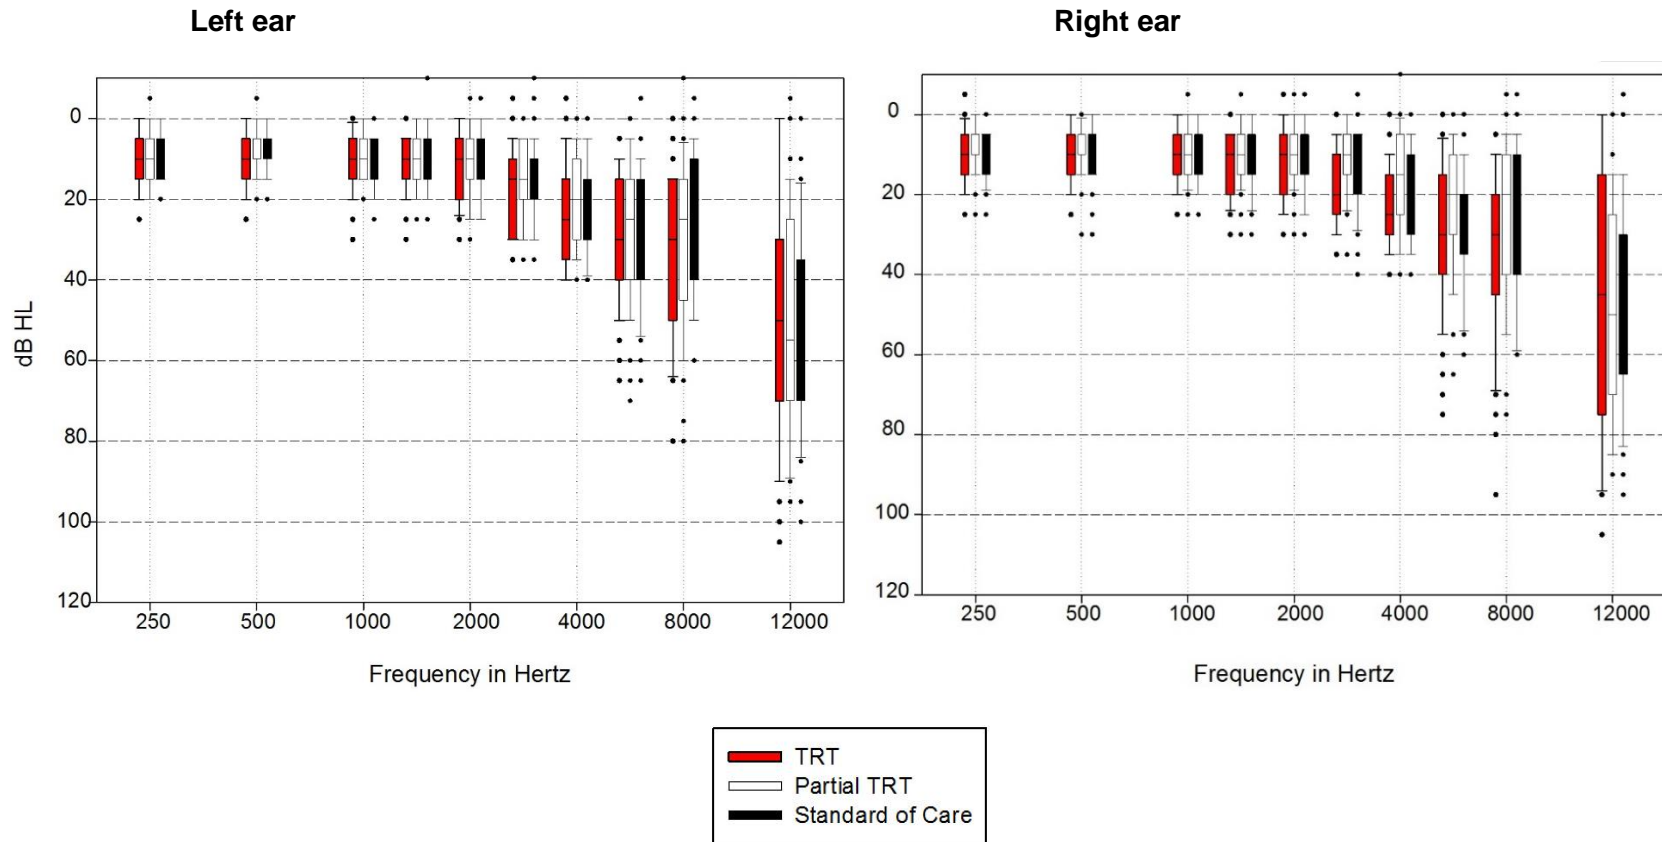 Left ear
Right ear
dB HL
0
20
40
60
80
100
120
250 500 1000 2000 4000 8000 12000
Frequency in Hertz
0
20
40
60
80
100
120
250 500 1000 2000 4000 8000 12000
Frequency in Hertz
TRT
Partial TRT
Standard of Care